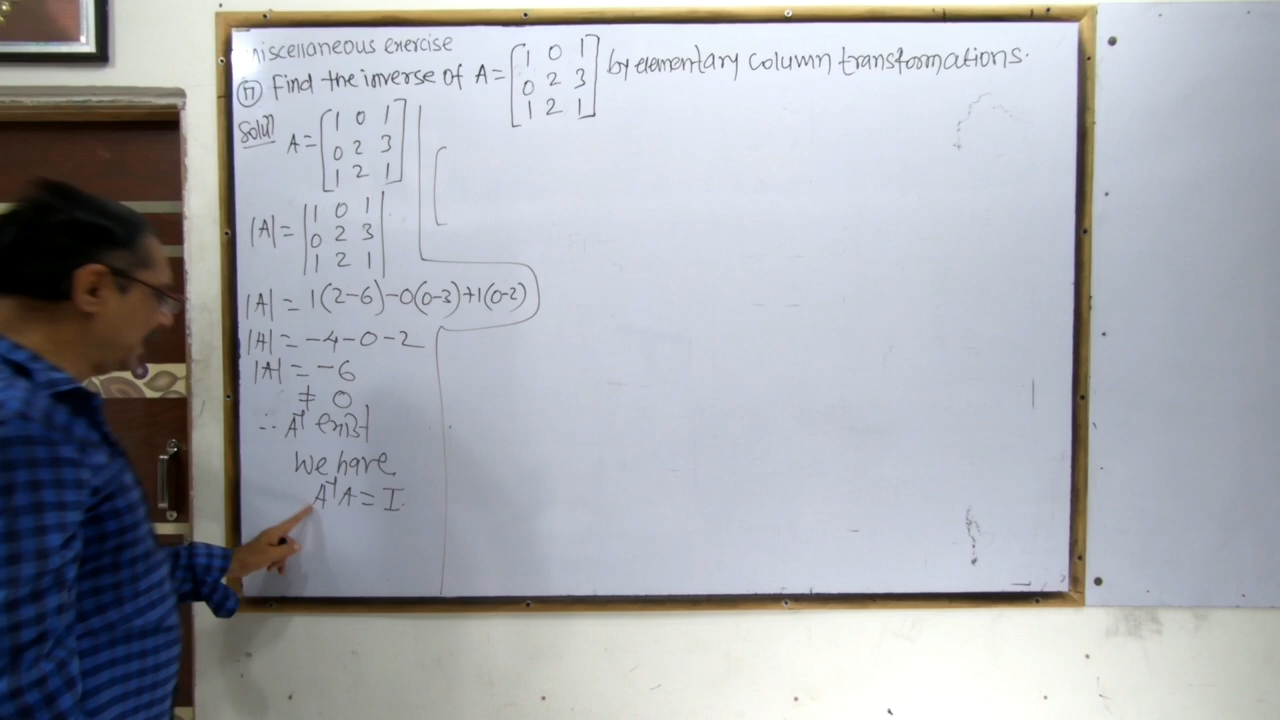 Miscellaneous exercise
(17) Find the inverse of A = [1 0 1; 0 2 3; 1 2 1] by elementary column transformations.
Solun
A = [1 0 1; 0 2 3; 1 2 1]
|A| = |1 0 1; 0 2 3; 1 2 1|
|A| = 1(2-6)-0(0-3)+1(0-2)
|A| = -4-0-2
|A| = -6
≠ 0
∴ A⁻¹ exist
We have
A⁻¹A = I.
[